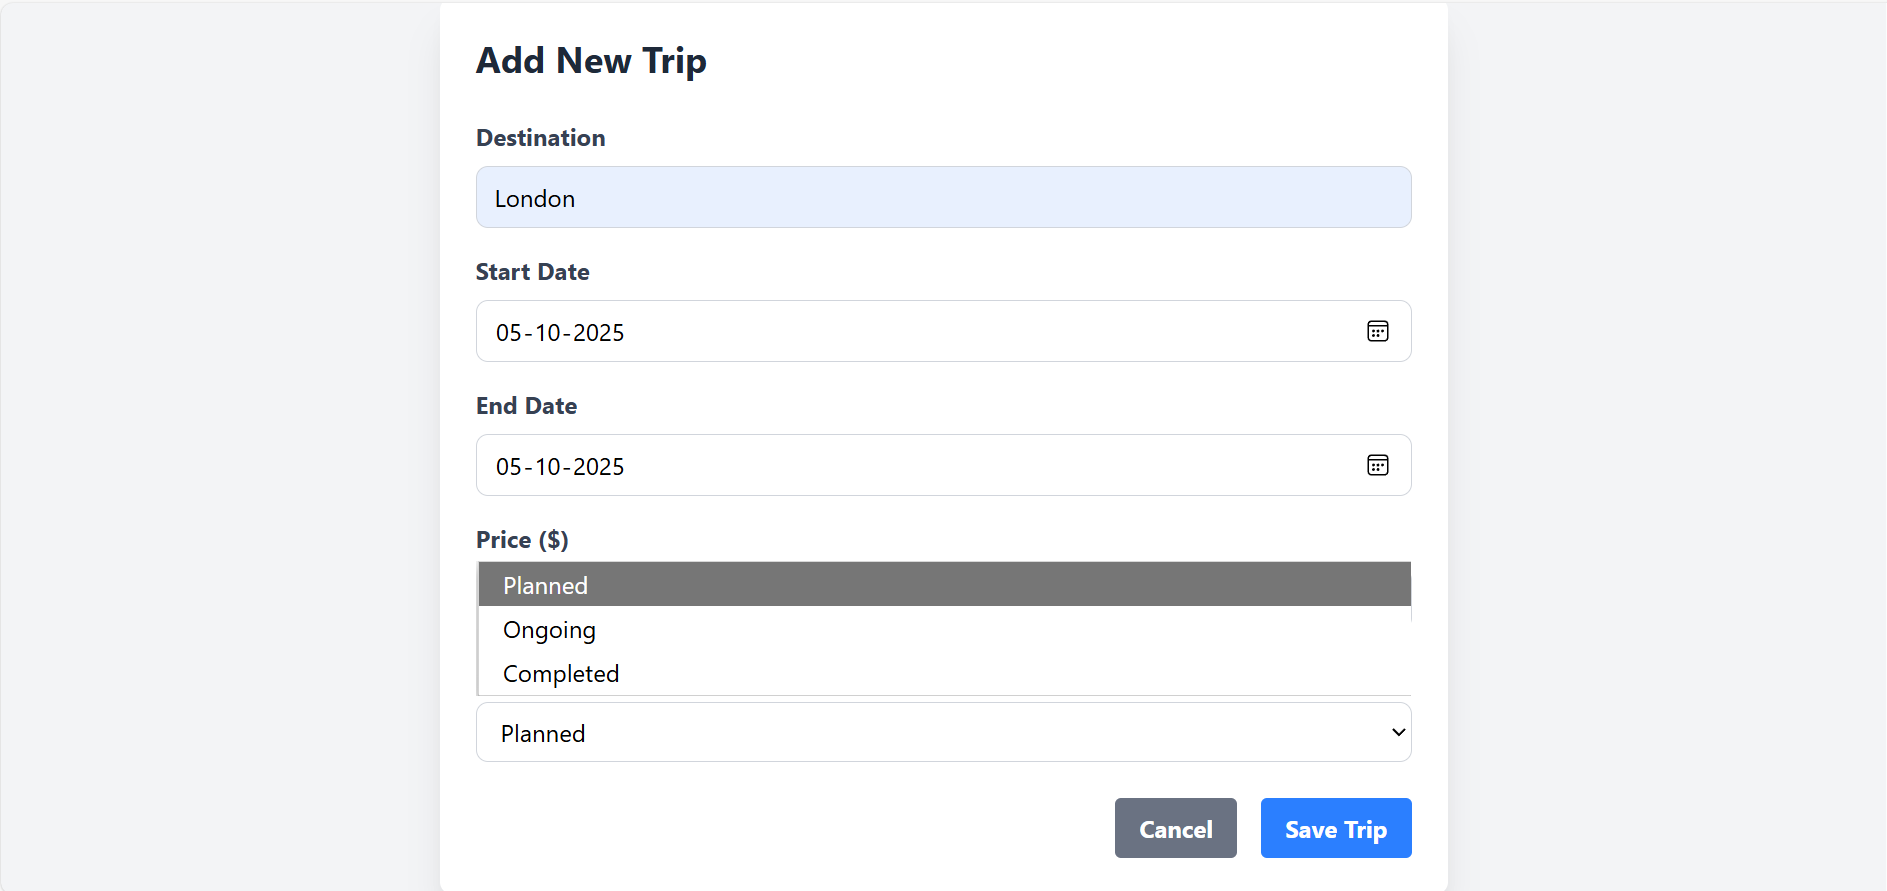 Add New Trip
Destination
London
Start Date
05-10-2025
End Date
05-10-2025
Price ($)
Planned
Ongoing
Completed
Planned
Cancel
Save Trip